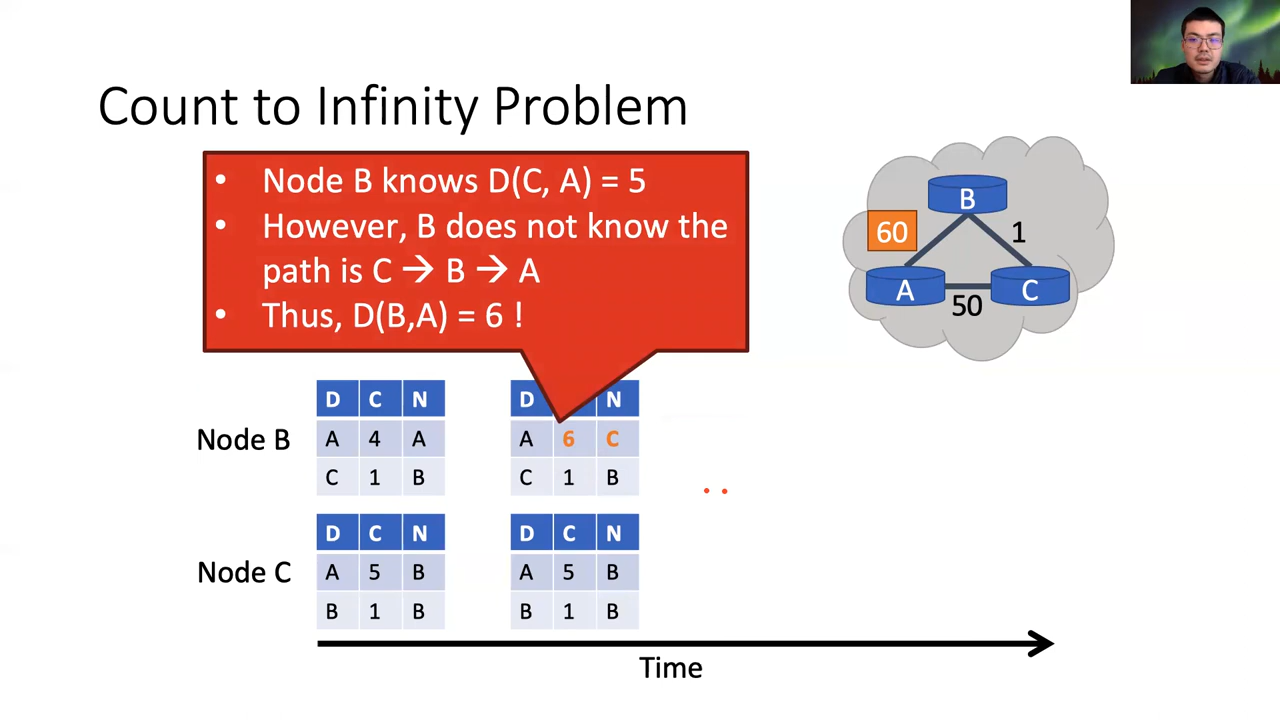 Count to Infinity Problem
• Node B knows D(C, A) = 5
• However, B does not know the
path is C → B → A
• Thus, D(B,A) = 6 !
B
60
1
A
C
50
D C N
D N
Node B
A 4 A
A 6 C
C 1 B
C 1 B
D C N
D C N
Node C
A 5 B
A 5 B
B 1 B
B 1 B
Time